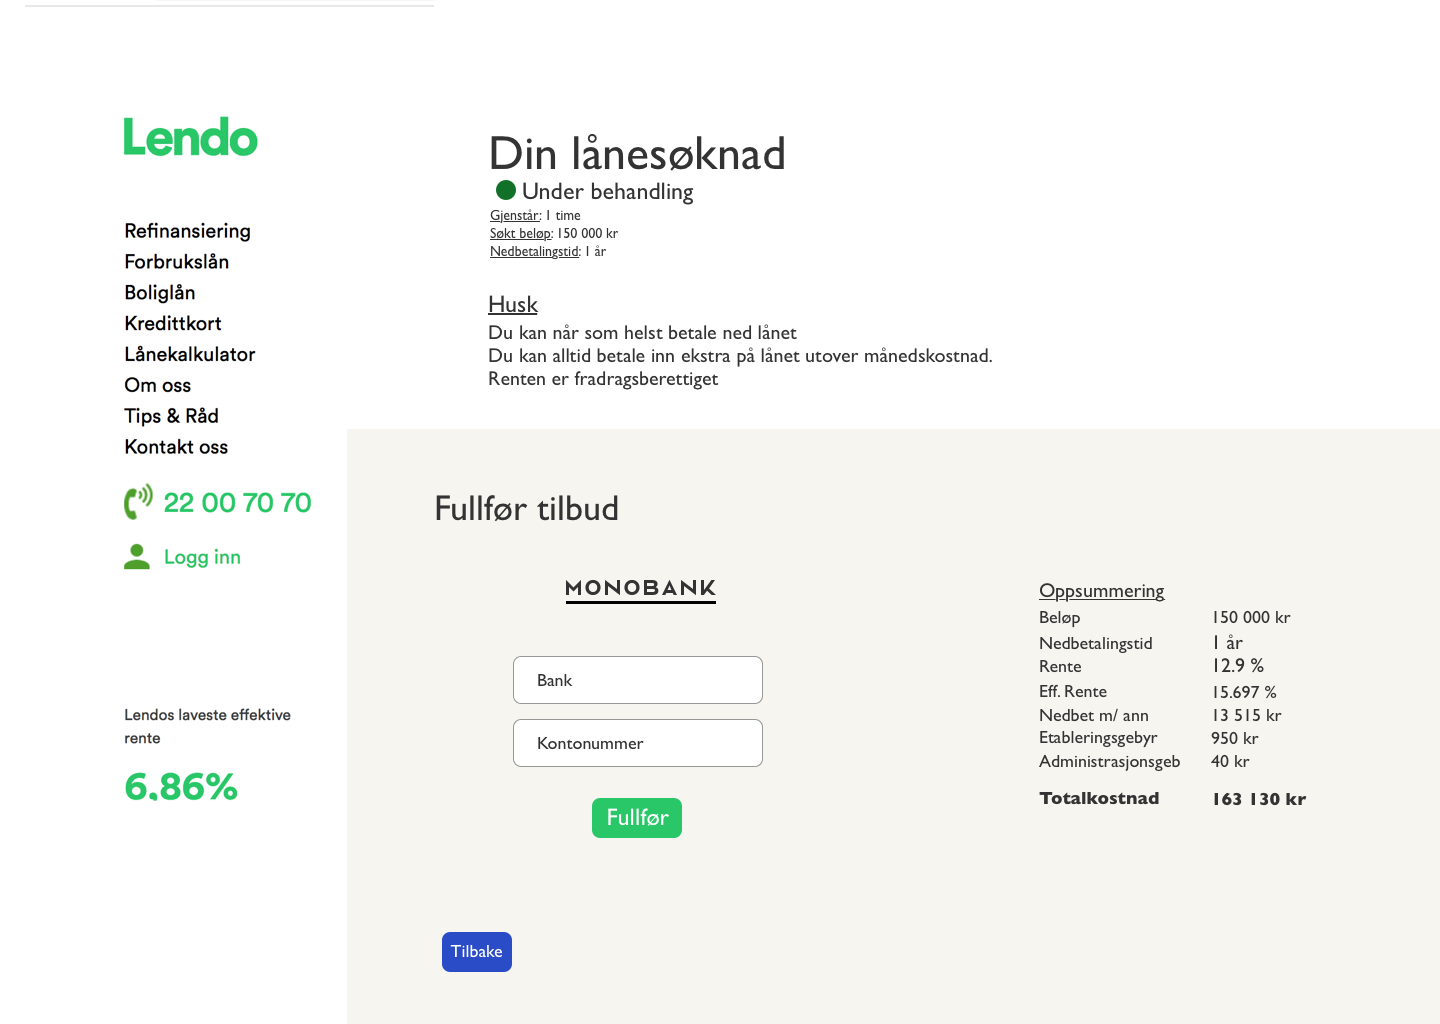 Lendo
Refinansiering
Forbrukslån
Boliglån
Kredittkort
Lånekalkulator
Om oss
Tips & Råd
Kontakt oss
22 00 70 70
Logg inn
Lendos laveste effektive
rente
6.86%
Din lånesøknad
Under behandling
Gjenstår: 1 time
Søkt beløp: 150 000 kr
Nedbetalingstid: 1 år
Husk
Du kan når som helst betale ned lånet
Du kan alltid betale inn ekstra på lånet utover månedskostnad.
Renten er fradragsberettiget
Fullfør tilbud
MONOBANK
Bank
Kontonummer
Fullfør
Tilbake
Oppsummering
Beløp 150 000 kr
Nedbetalingstid 1 år
Rente 12.9 %
Eff. Rente 15.697 %
Nedbet m/ ann 13 515 kr
Etableringsgebyr 950 kr
Administrasjonsgeb 40 kr
Totalkostnad 163 130 kr